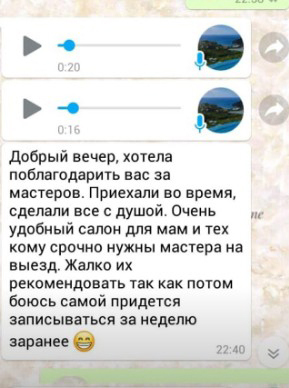 0:20
0:16
Добрый вечер, хотела
поблагодарить вас за
мастеров. Приехали во время,
сделали все с душой. Очень
удобный салон для мам и тех
кому срочно нужны мастера на
выезд. Жалко их
рекомендовать так как потом
боюсь самой придется
записываться за неделю
заранее 😁
22:40